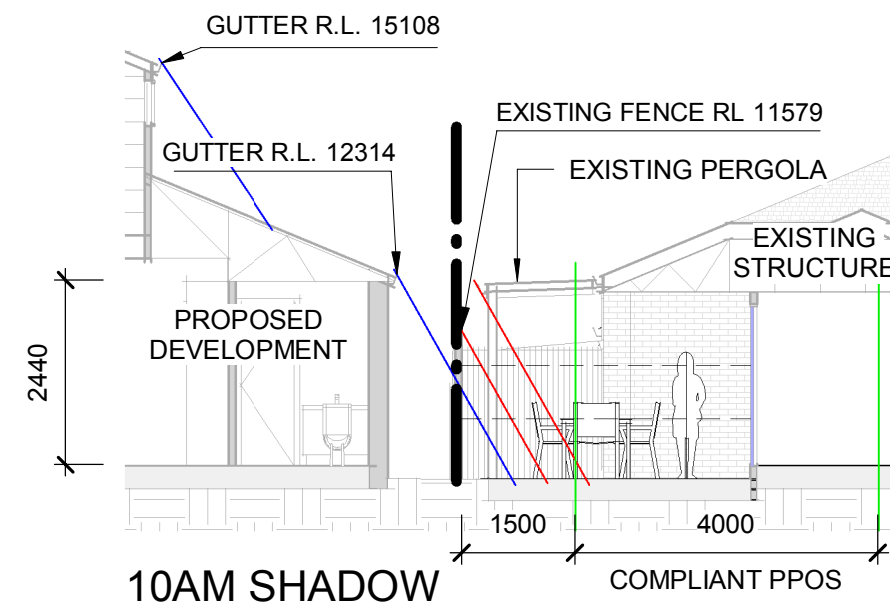 GUTTER R.L. 15108
EXISTING FENCE RL 11579
GUTTER R.L. 12314
EXISTING PERGOLA
EXISTING
STRUCTURE
PROPOSED
DEVELOPMENT
2440
1500
4000
10AM SHADOW
COMPLIANT PPOS